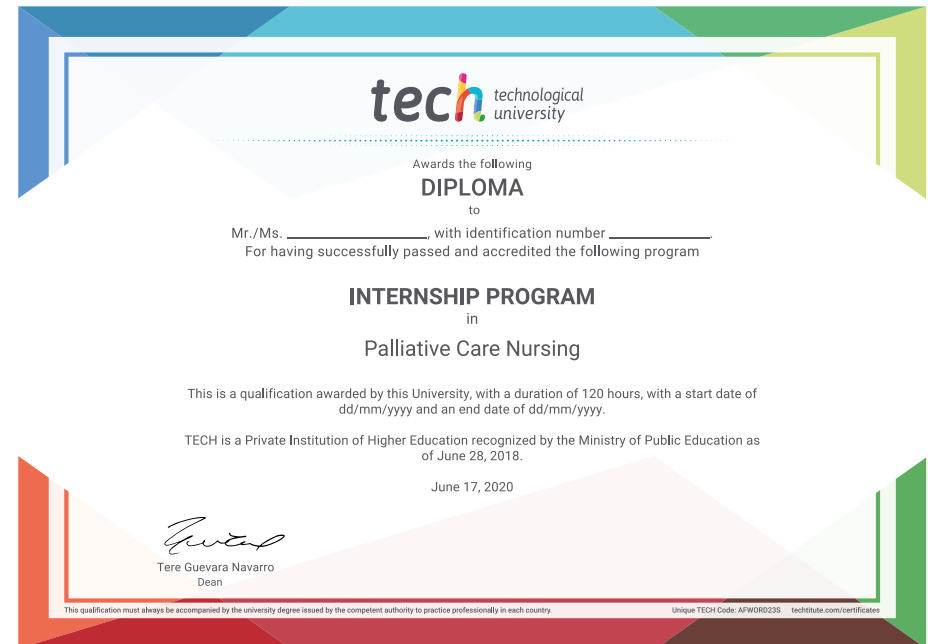 tech technological
university
Awards the following
DIPLOMA
to
Mr./Ms. ____________________, with identification number ______________.
For having successfully passed and accredited the following program
INTERNSHIP PROGRAM
in
Palliative Care Nursing
This is a qualification awarded by this University, with a duration of 120 hours, with a start date of
dd/mm/yyyy and an end date of dd/mm/yyyy.
TECH is a Private Institution of Higher Education recognized by the Ministry of Public Education as
of June 28, 2018.
June 17, 2020
Tere Guevara Navarro
Dean
This qualification must always be accompanied by the university degree issued by the competent authority to practice professionally in each country.
Unique TECH Code: AFWORD23S techtitute.com/certificates